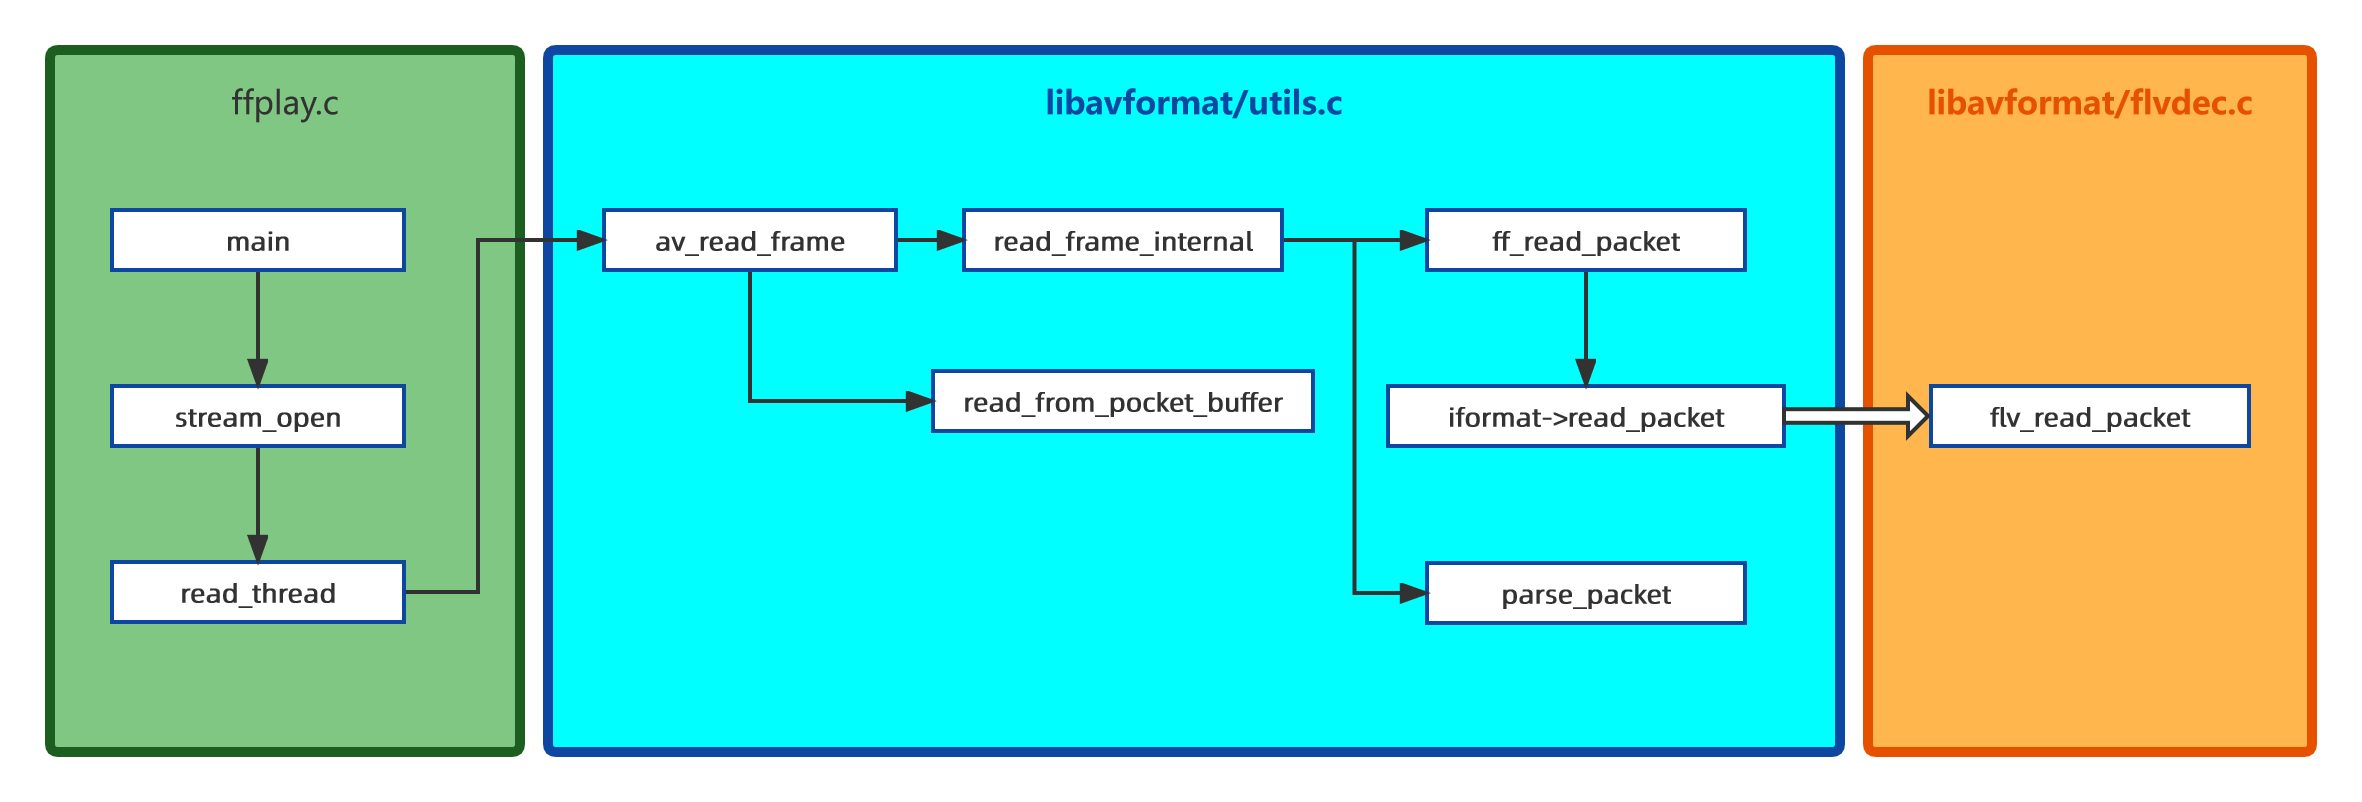 ffplay.c
main
stream_open
read_thread
libavformat/utils.c
av_read_frame
read_frame_internal
ff_read_packet
read_from_pocket_buffer
iformat->read_packet
parse_packet
libavformat/flvdec.c
flv_read_packet